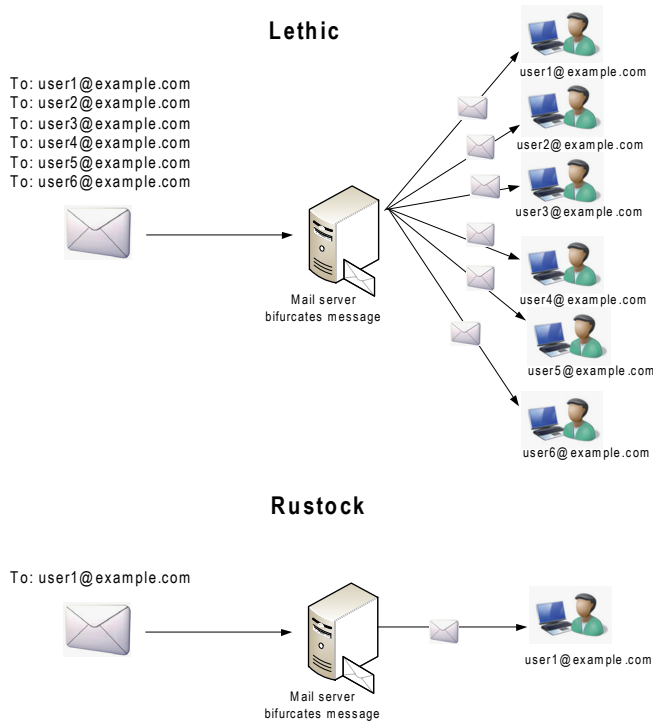 Lethic
To: user1@example.com
To: user2@example.com
To: user3@example.com
To: user4@example.com
To: user5@example.com
To: user6@example.com
user1@example.com
user2@example.com
user3@example.com
user4@example.com
user5@example.com
user6@example.com
Mail server
bifurcates message
Rustock
To: user1@example.com
Mail server
bifurcates message
user1@example.com